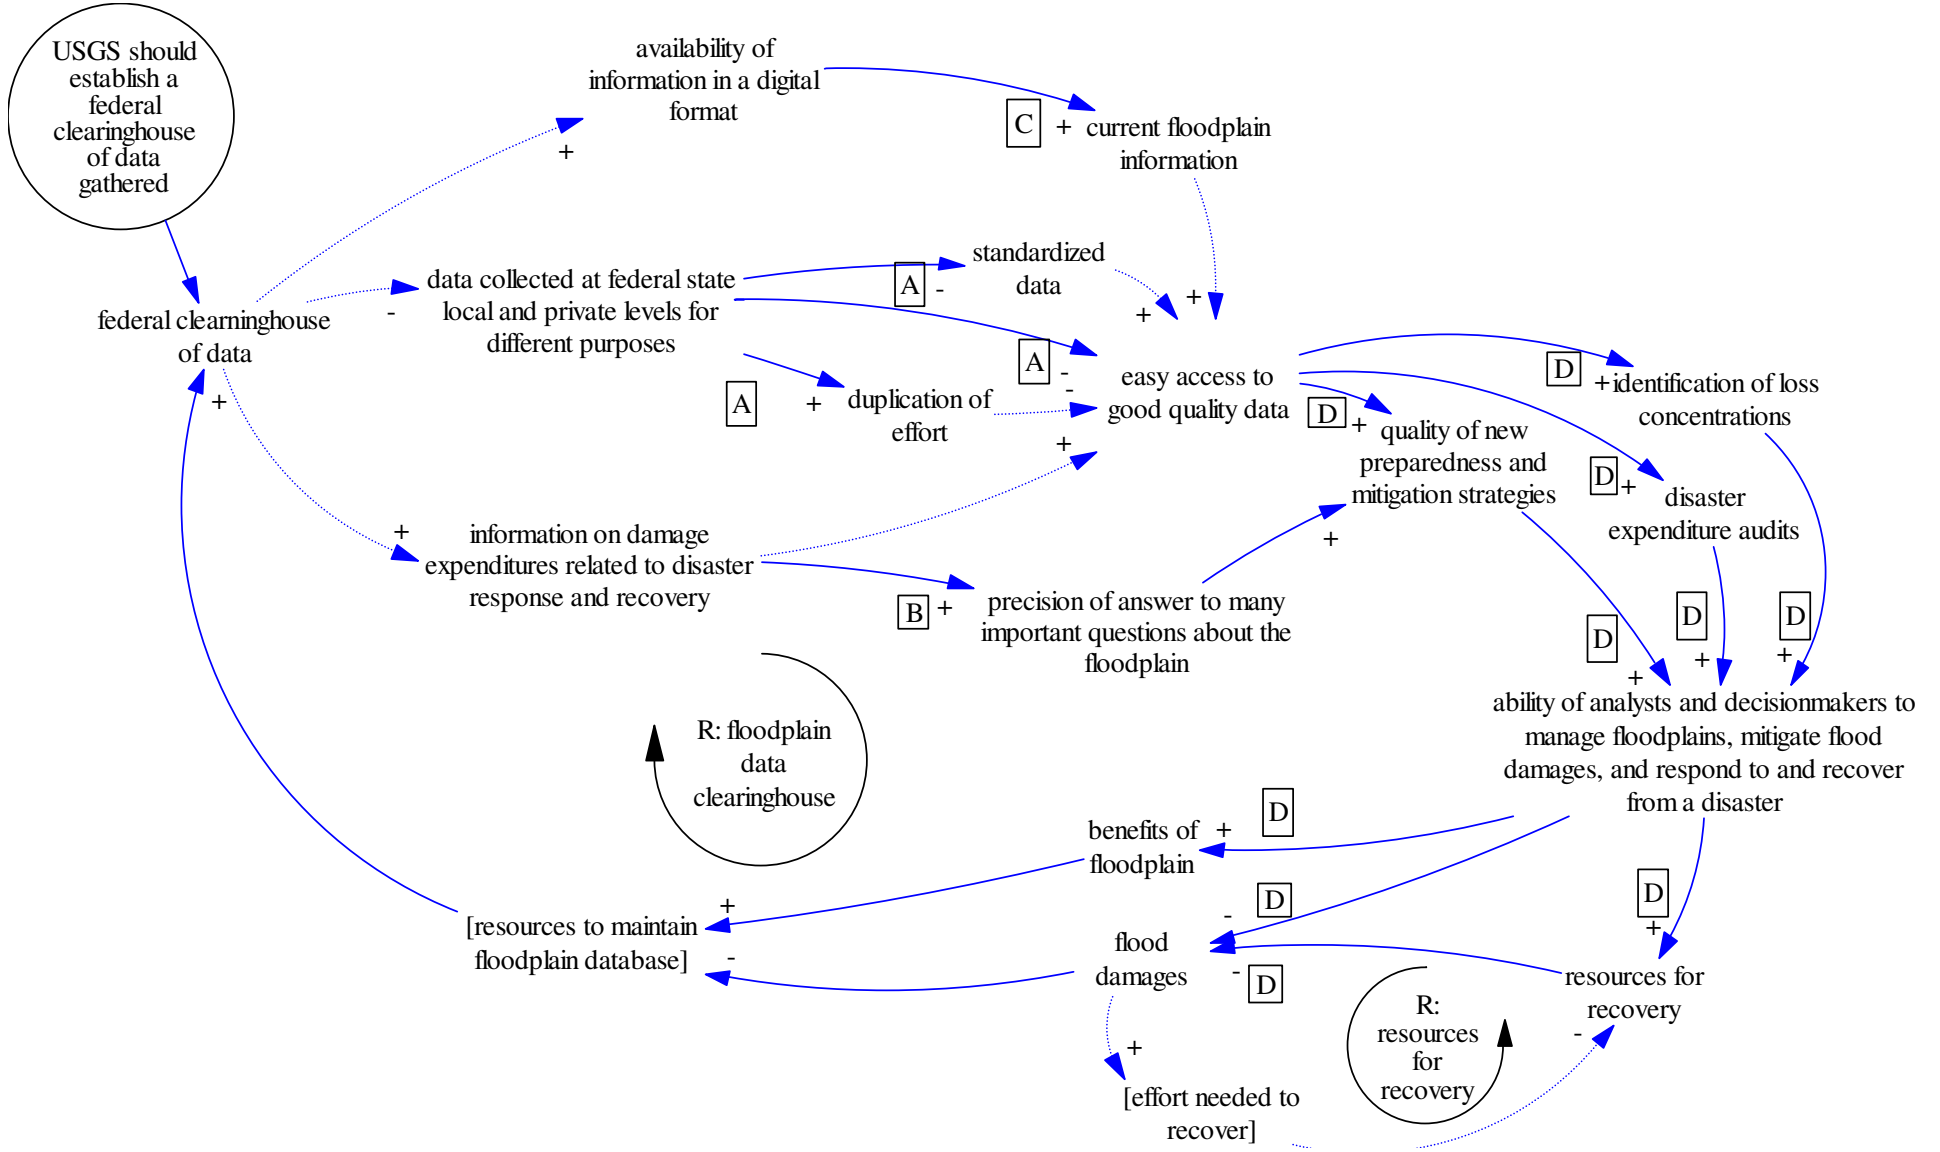 USGS should
establish a
federal
clearinghouse
of data
gathered
availability of
information in a digital
format
+
C
+
current floodplain
information
federal clearninghouse
of data
+
-
data collected at federal state
local and private levels for
different purposes
A
-
standardized
data
+
+
A
-
A
+
duplication of
effort
-
easy access to
good quality data
+
D
+
identification of loss
concentrations
D
+
quality of new
preparedness and
mitigation strategies
D
+
disaster
expenditure audits
+
information on damage
expenditures related to disaster
response and recovery
B
+
precision of answer to many
important questions about the
floodplain
+
D
+
D
+
D
+
ability of analysts and decisionmakers to
manage floodplains, mitigate flood
damages, and respond to and recover
from a disaster
R: floodplain
data
clearinghouse
benefits of
floodplain
+
D
D
-
D
+
[resources to maintain
floodplain database]
+
-
flood
damages
-
D
resources for
recovery
-
R:
resources
for
recovery
+
[effort needed to
recover]